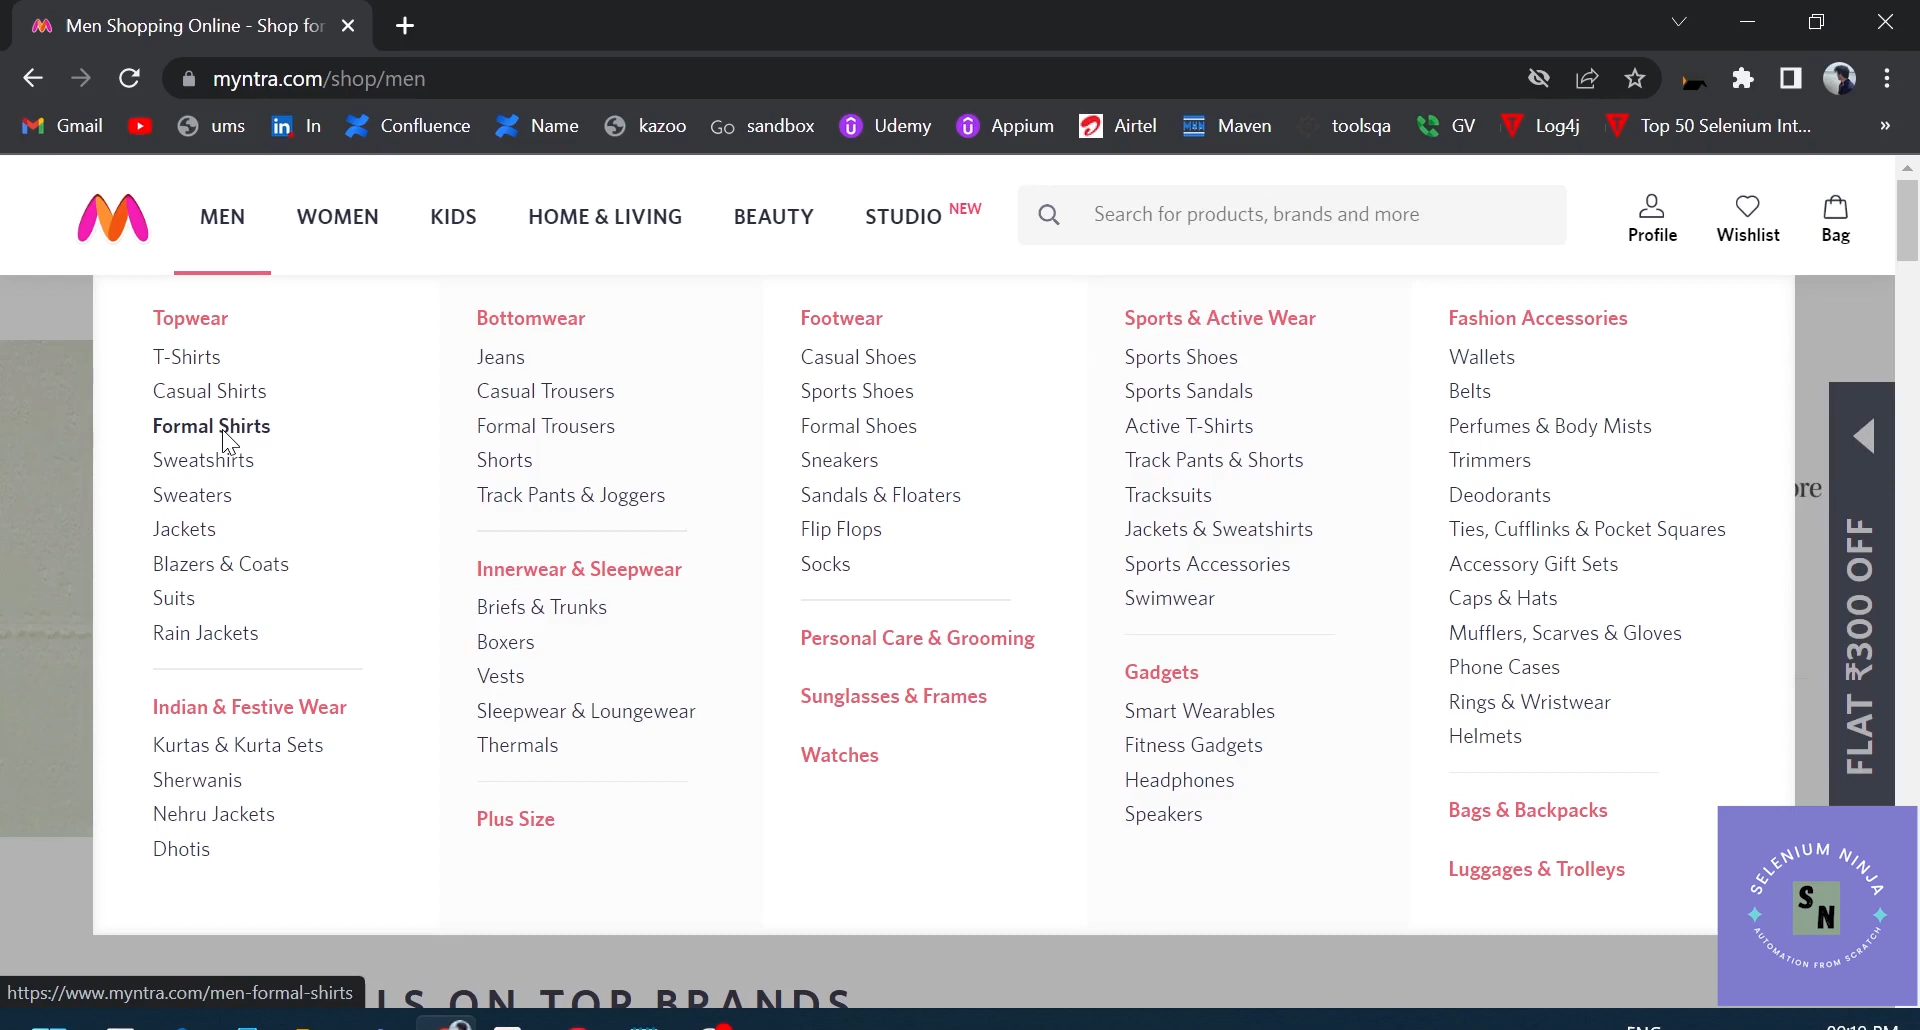 Men Shopping Online - Shop for
myntra.com/shop/men
Gmail ums In Confluence Name kazoo GO sandbox Udemy Appium Airtel Maven toolsqa GV Log4j Top 50 Selenium Int... »
MEN WOMEN KIDS HOME & LIVING BEAUTY STUDIO NEW
Search for products, brands and more
Profile Wishlist Bag
Topwear
T-Shirts
Casual Shirts
Formal Shirts
Sweatshirts
Sweaters
Jackets
Blazers & Coats
Suits
Rain Jackets
Indian & Festive Wear
Kurtas & Kurta Sets
Sherwanis
Nehru Jackets
Dhotis
Bottomwear
Jeans
Casual Trousers
Formal Trousers
Shorts
Track Pants & Joggers
Innerwear & Sleepwear
Briefs & Trunks
Boxers
Vests
Sleepwear & Loungewear
Thermals
Plus Size
Footwear
Casual Shoes
Sports Shoes
Formal Shoes
Sneakers
Sandals & Floaters
Flip Flops
Socks
Personal Care & Grooming
Sunglasses & Frames
Watches
Sports & Active Wear
Sports Shoes
Sports Sandals
Active T-Shirts
Track Pants & Shorts
Tracksuits
Jackets & Sweatshirts
Sports Accessories
Swimwear
Gadgets
Smart Wearables
Fitness Gadgets
Headphones
Speakers
Fashion Accessories
Wallets
Belts
Perfumes & Body Mists
Trimmers
Deodorants
Ties, Cufflinks & Pocket Squares
Accessory Gift Sets
Caps & Hats
Mufflers, Scarves & Gloves
Phone Cases
Rings & Wristwear
Helmets
Bags & Backpacks
Luggages & Trolleys
FLAT ₹300 OFF
SELENIUM NINJA
S N
AUTOMATION FROM SCRATCH
https://www.myntra.com/men-formal-shirts
ON TOP BRANDS